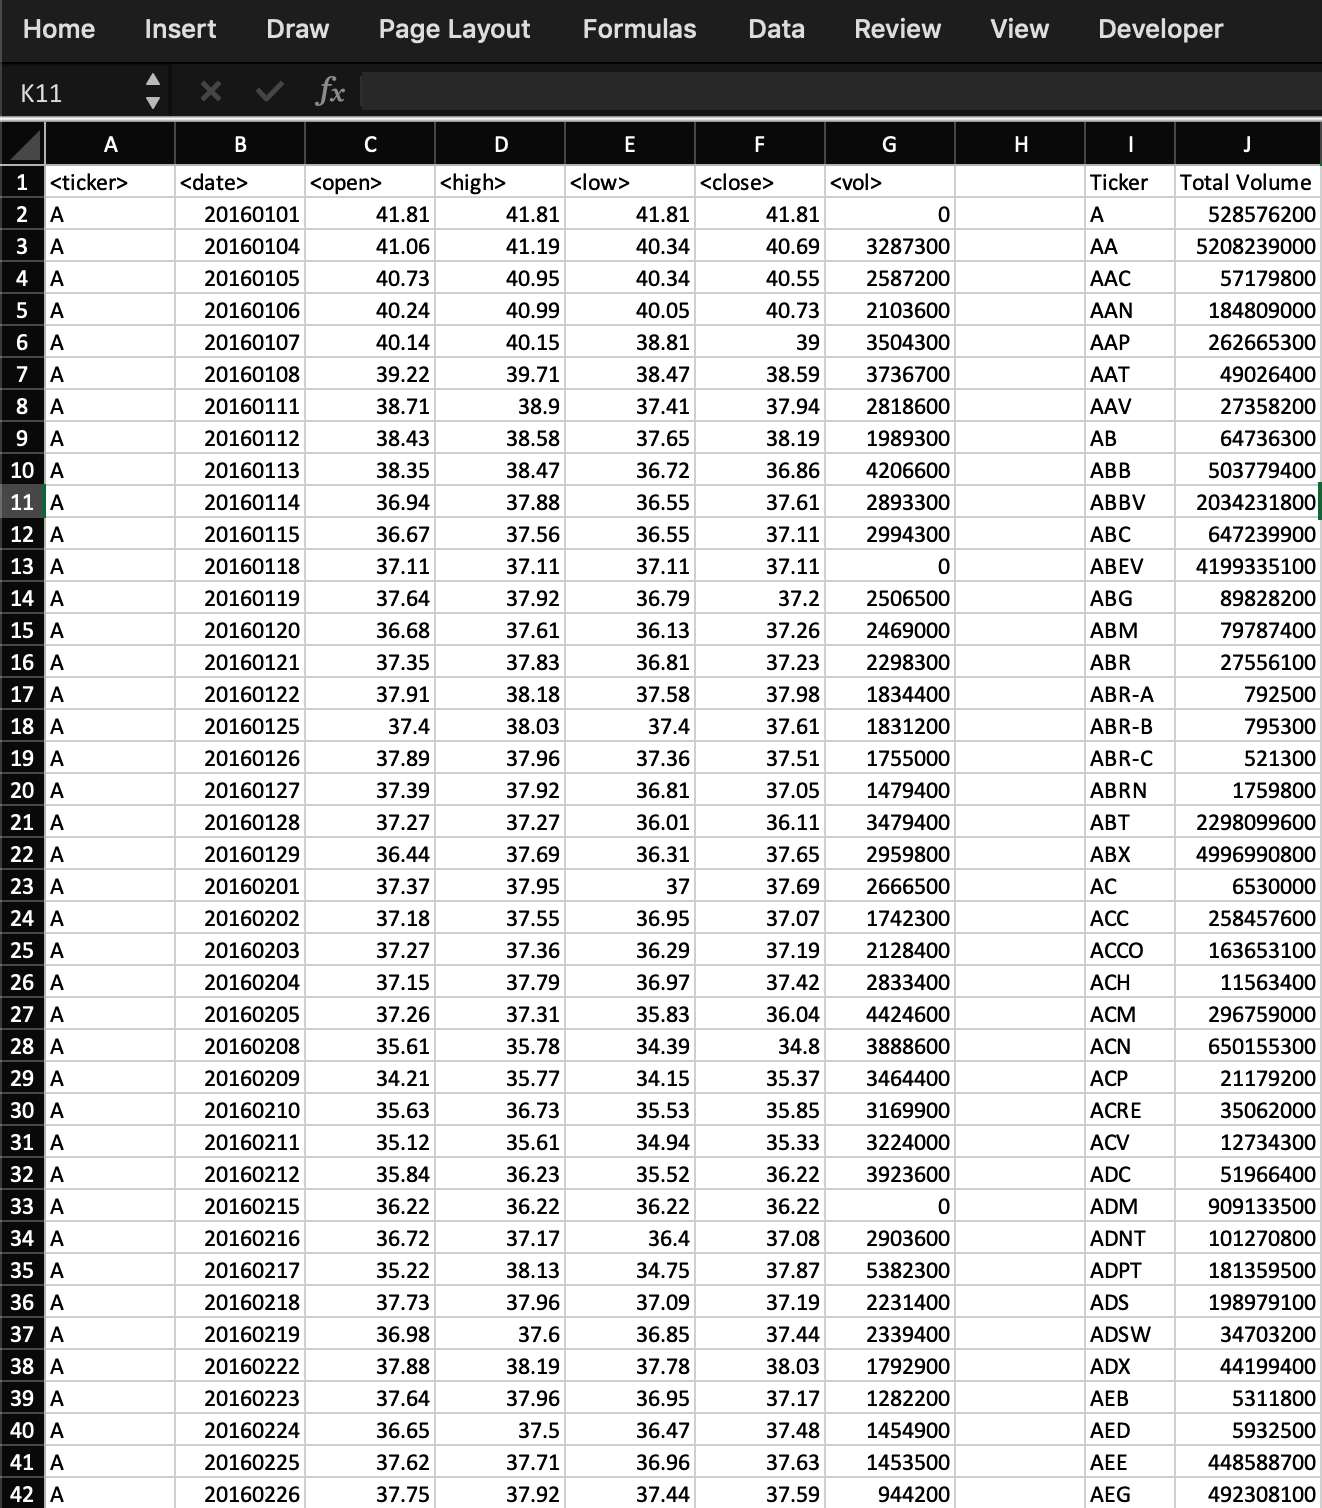 Home Insert Draw Page Layout Formulas Data Review View Developer
K11 fx
A B C D E F G H I J
1 <ticker> <date> <open> <high> <low> <close> <vol> Ticker Total Volume
2 A 20160101 41.81 41.81 41.81 41.81 0 A 528576200
3 A 20160104 41.06 41.19 40.34 40.69 3287300 AA 5208239000
4 A 20160105 40.73 40.95 40.34 40.55 2587200 AAC 57179800
5 A 20160106 40.24 40.99 40.05 40.73 2103600 AAN 184809000
6 A 20160107 40.14 40.15 38.81 39 3504300 AAP 262665300
7 A 20160108 39.22 39.71 38.47 38.59 3736700 AAT 49026400
8 A 20160111 38.71 38.9 37.41 37.94 2818600 AAV 27358200
9 A 20160112 38.43 38.58 37.65 38.19 1989300 AB 64736300
10 A 20160113 38.35 38.47 36.72 36.86 4206600 ABB 503779400
11 A 20160114 36.94 37.88 36.55 37.61 2893300 ABBV 2034231800
12 A 20160115 36.67 37.56 36.55 37.11 2994300 ABC 647239900
13 A 20160118 37.11 37.11 37.11 37.11 0 ABEV 4199335100
14 A 20160119 37.64 37.92 36.79 37.2 2506500 ABG 89828200
15 A 20160120 36.68 37.61 36.13 37.26 2469000 ABM 79787400
16 A 20160121 37.35 37.83 36.81 37.23 2298300 ABR 27556100
17 A 20160122 37.91 38.18 37.58 37.98 1834400 ABR-A 792500
18 A 20160125 37.4 38.03 37.4 37.61 1831200 ABR-B 795300
19 A 20160126 37.89 37.96 37.36 37.51 1755000 ABR-C 521300
20 A 20160127 37.39 37.92 36.81 37.05 1479400 ABRN 1759800
21 A 20160128 37.27 37.27 36.01 36.11 3479400 ABT 2298099600
22 A 20160129 36.44 37.69 36.31 37.65 2959800 ABX 4996990800
23 A 20160201 37.37 37.95 37 37.69 2666500 AC 6530000
24 A 20160202 37.18 37.55 36.95 37.07 1742300 ACC 258457600
25 A 20160203 37.27 37.36 36.29 37.19 2128400 ACCO 163653100
26 A 20160204 37.15 37.79 36.97 37.42 2833400 ACH 11563400
27 A 20160205 37.26 37.31 35.83 36.04 4424600 ACM 296759000
28 A 20160208 35.61 35.78 34.39 34.8 3888600 ACN 650155300
29 A 20160209 34.21 35.77 34.15 35.37 3464400 ACP 21179200
30 A 20160210 35.63 36.73 35.53 35.85 3169900 ACRE 35062000
31 A 20160211 35.12 35.61 34.94 35.33 3224000 ACV 12734300
32 A 20160212 35.84 36.23 35.52 36.22 3923600 ADC 51966400
33 A 20160215 36.22 36.22 36.22 36.22 0 ADM 909133500
34 A 20160216 36.72 37.17 36.4 37.08 2903600 ADNT 101270800
35 A 20160217 35.22 38.13 34.75 37.87 5382300 ADPT 181359500
36 A 20160218 37.73 37.96 37.09 37.19 2231400 ADS 198979100
37 A 20160219 36.98 37.6 36.85 37.44 2339400 ADSW 34703200
38 A 20160222 37.88 38.19 37.78 38.03 1792900 ADX 44199400
39 A 20160223 37.64 37.96 36.95 37.17 1282200 AEB 5311800
40 A 20160224 36.65 37.5 36.47 37.48 1454900 AED 5932500
41 A 20160225 37.62 37.71 36.96 37.63 1453500 AEE 448588700
42 A 20160226 37.75 37.92 37.44 37.59 944200 AEG 492308100